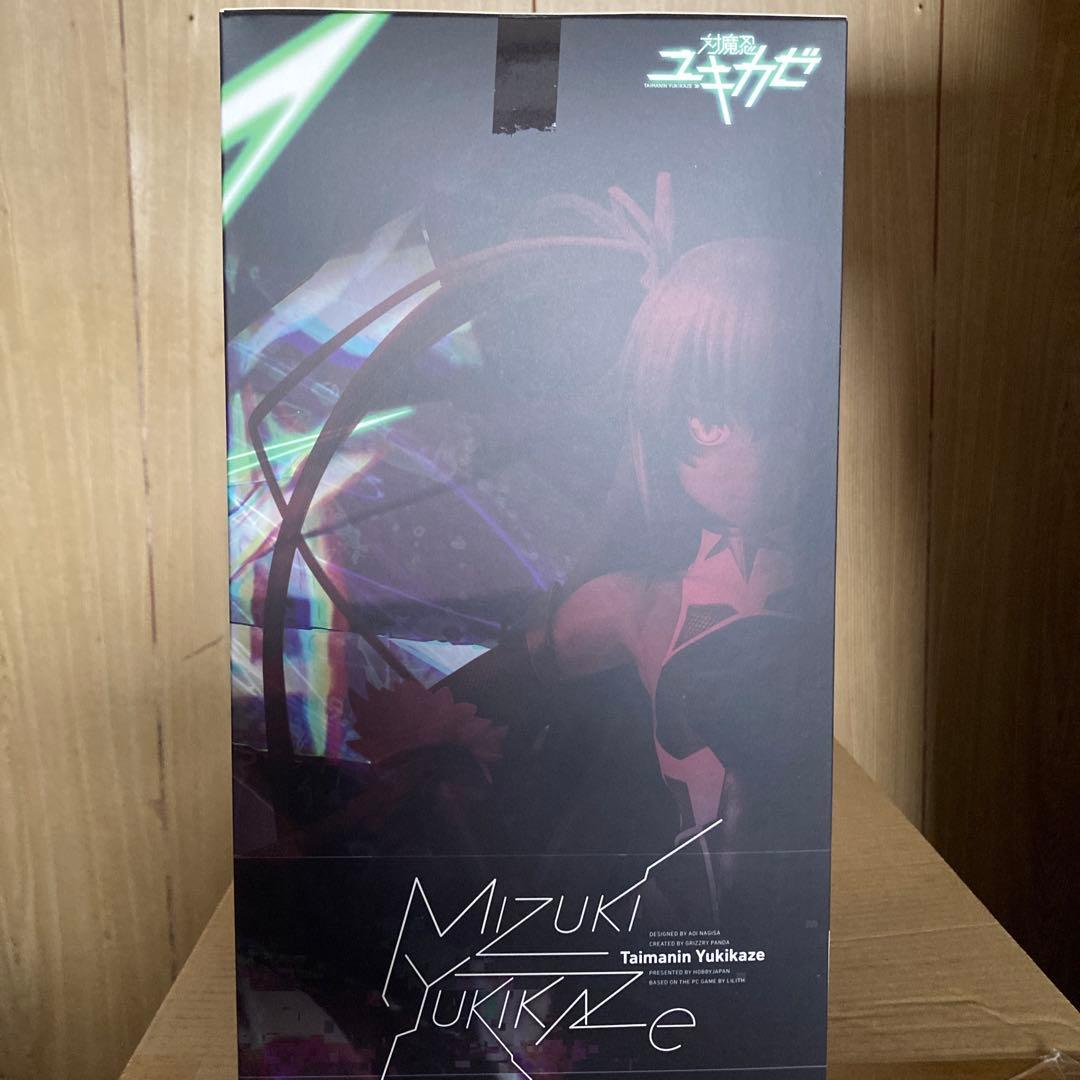 対魔忍
ユキカゼ
TAIMANIN YUKIKAZE
MIZUKI
YUKIKAZe
DESIGNED BY AOI NAGISA
CREATED BY GRIZZRY PANDA
Taimanin Yukikaze
PRESENTED BY HOBBYJAPAN
BASED ON THE PC GAME BY LILITH